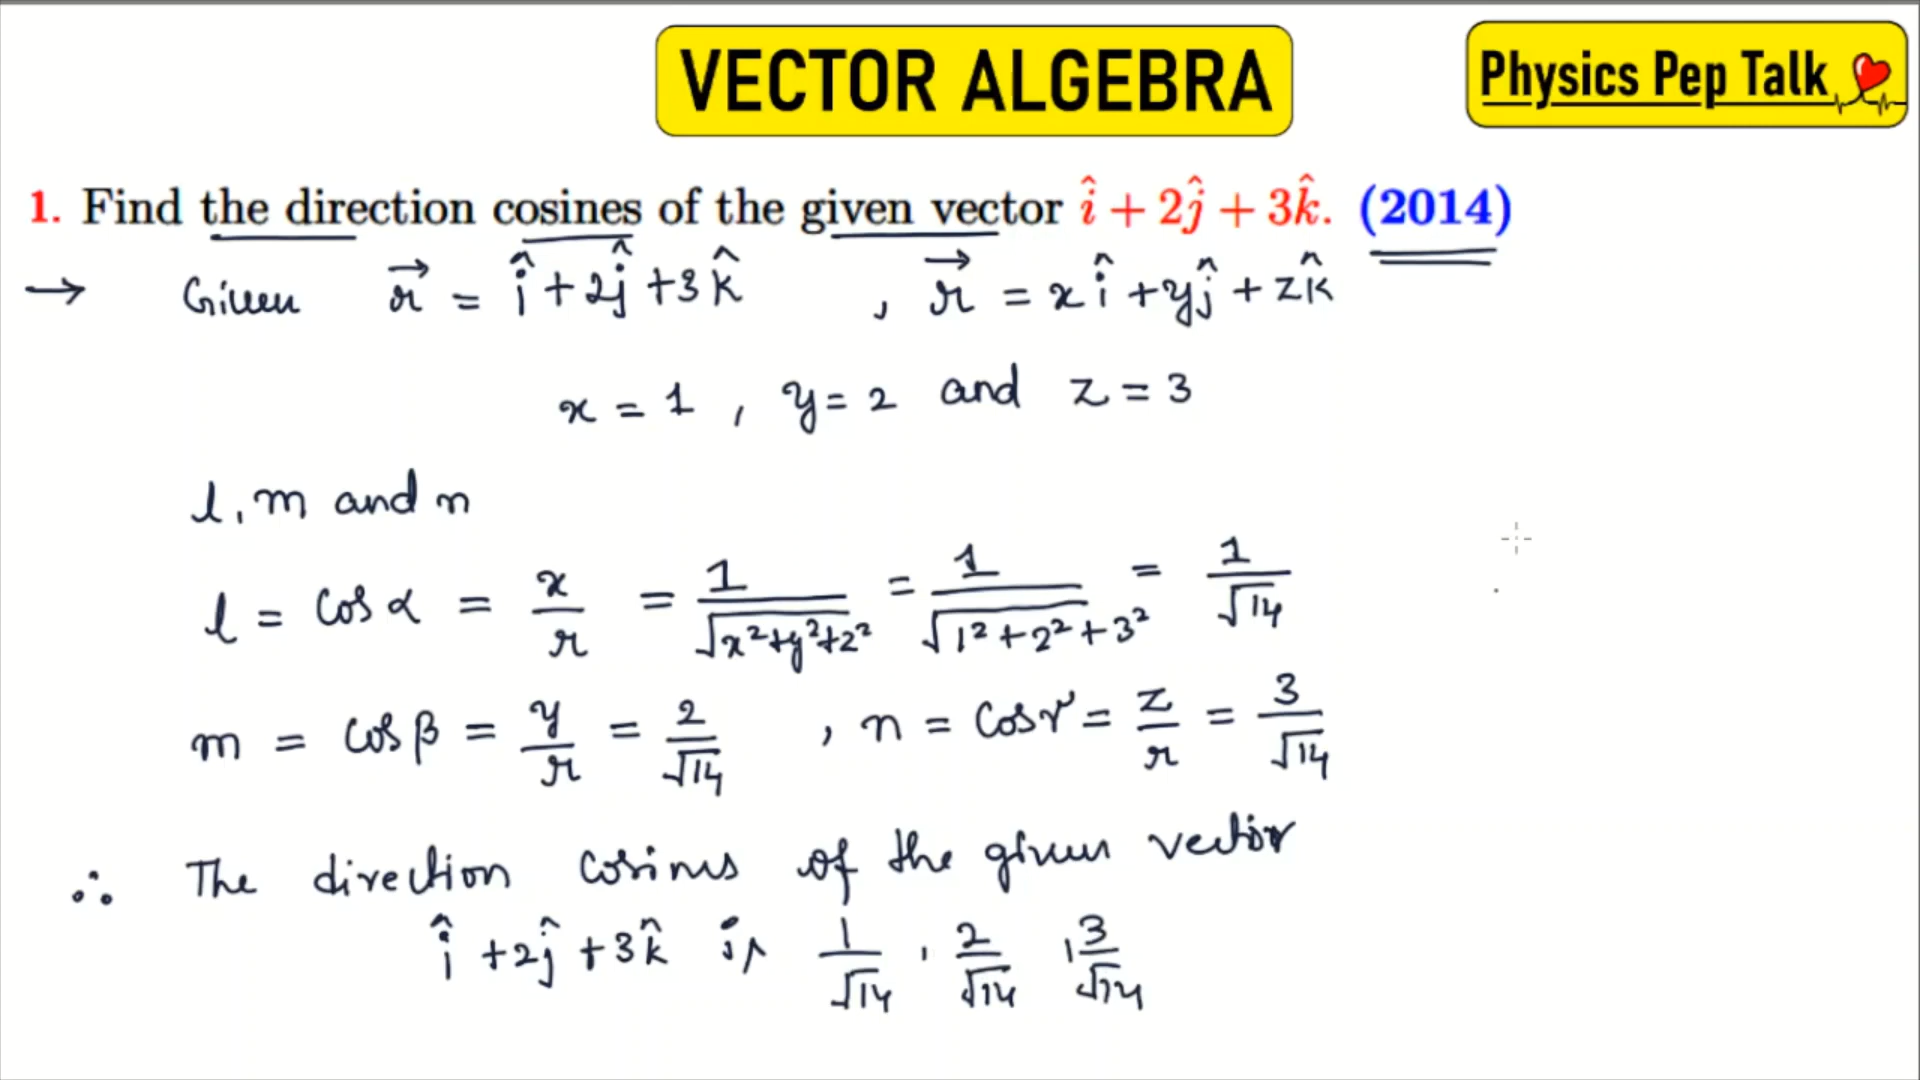 VECTOR ALGEBRA
Physics Pep Talk
1. Find the direction cosines of the given vector î + 2ĵ + 3k̂. (2014)
→ Given r⃗ = î + 2ĵ + 3k̂ , r⃗ = xî + yĵ + zk̂
x = 1 , y = 2 and z = 3
l, m and n
l = cos α = x/r = 1/√(x²+y²+z²) = 1/√(1²+2²+3²) = 1/√14
m = cos β = y/r = 2/√14 , n = cos γ = z/r = 3/√14
∴ The direction cosines of the given vector
î + 2ĵ + 3k̂ is 1/√14 , 2/√14 , 3/√14